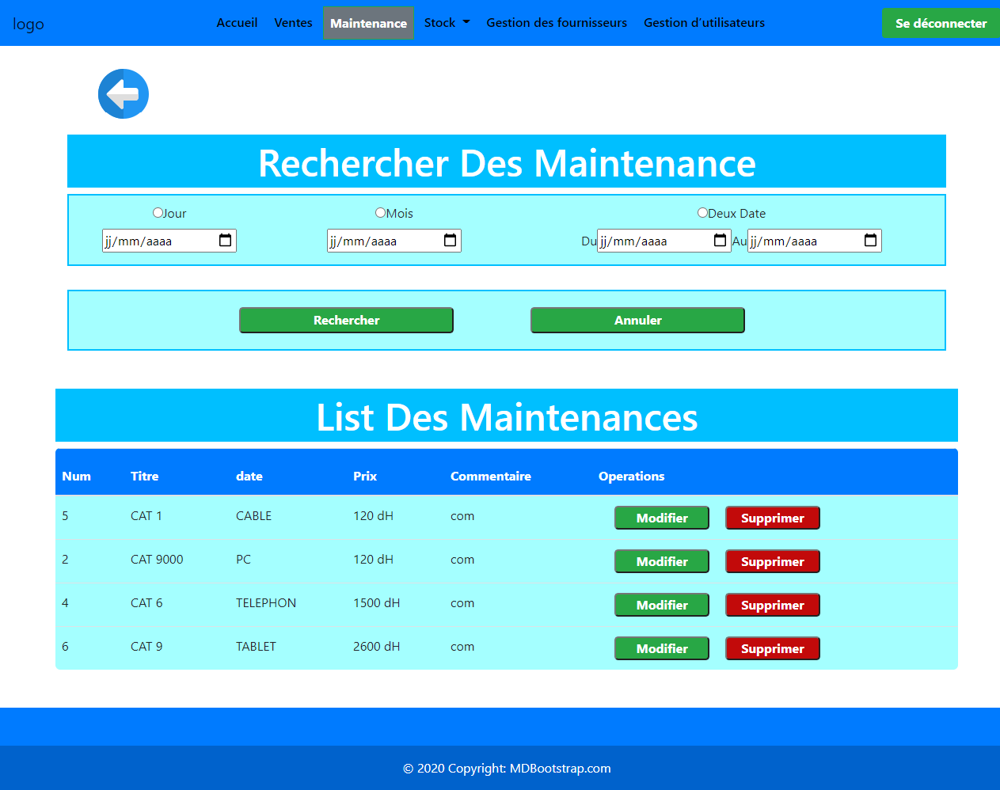 logo Accueil Ventes Maintenance Stock Gestion des fournisseurs Gestion d'utilisateurs Se déconnecter
Rechercher Des Maintenance
Jour Mois Deux Date
jj/mm/aaaa jj/mm/aaaa Du jj/mm/aaaa Au jj/mm/aaaa
Rechercher Annuler
List Des Maintenances
Num Titre date Prix Commentaire Operations
5 CAT 1 CABLE 120 dH com Modifier Supprimer
2 CAT 9000 PC 120 dH com Modifier Supprimer
4 CAT 6 TELEPHON 1500 dH com Modifier Supprimer
6 CAT 9 TABLET 2600 dH com Modifier Supprimer
© 2020 Copyright: MDBootstrap.com